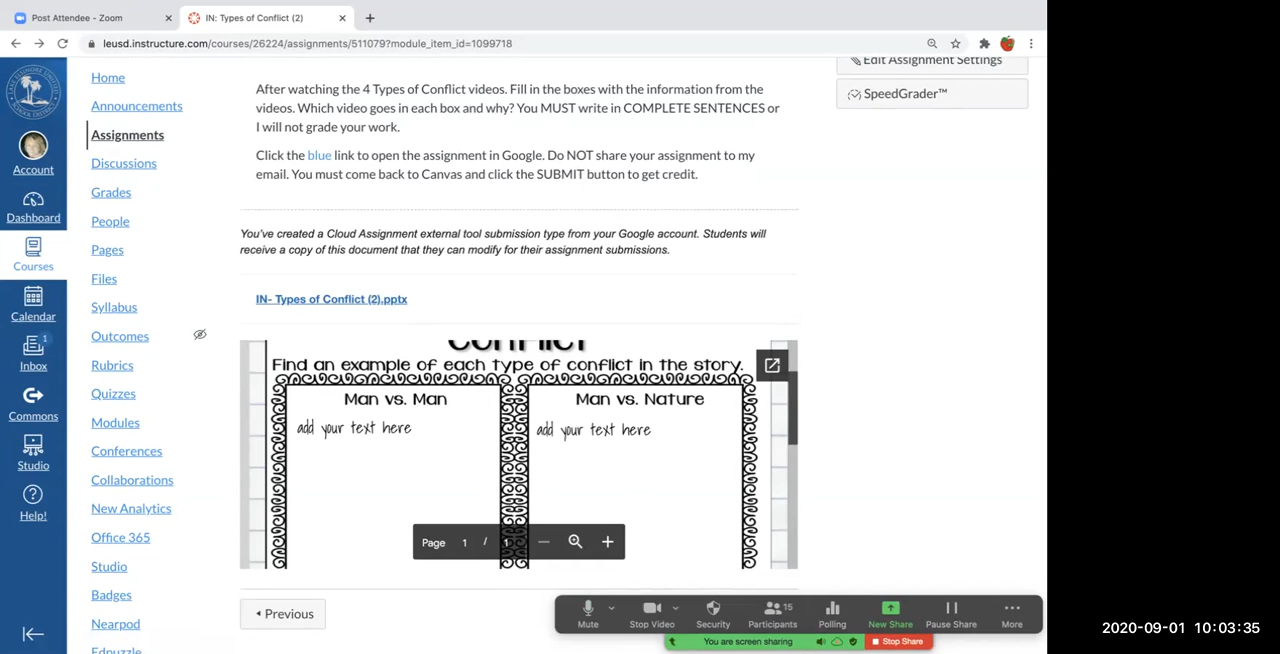 Post Attendee - Zoom
IN: Types of Conflict (2)
leusd.instructure.com/courses/26224/assignments/511079?module_item_id=1099718
Account
Dashboard
Courses
Calendar
1
Inbox
Commons
Studio
Help!
Home
Announcements
Assignments
Discussions
Grades
People
Pages
Files
Syllabus
Outcomes
Rubrics
Quizzes
Modules
Conferences
Collaborations
New Analytics
Office 365
Studio
Badges
Nearpod
Edpuzzle
After watching the 4 Types of Conflict videos. Fill in the boxes with the information from the
videos. Which video goes in each box and why? You MUST write in COMPLETE SENTENCES or
I will not grade your work.
Click the blue link to open the assignment in Google. Do NOT share your assignment to my
email. You must come back to Canvas and click the SUBMIT button to get credit.
You've created a Cloud Assignment external tool submission type from your Google account. Students will
receive a copy of this document that they can modify for their assignment submissions.
IN- Types of Conflict (2).pptx
Conflict
Find an example of each type of conflict in the story.
Man vs. Man
add your text here
Man vs. Nature
add your text here
Page 1 / 1
Previous
Edit Assignment Settings
SpeedGrader™
Mute
Stop Video
Security
15
Participants
Polling
New Share
Pause Share
More
You are screen sharing
Stop Share
2020-09-01 10:03:35